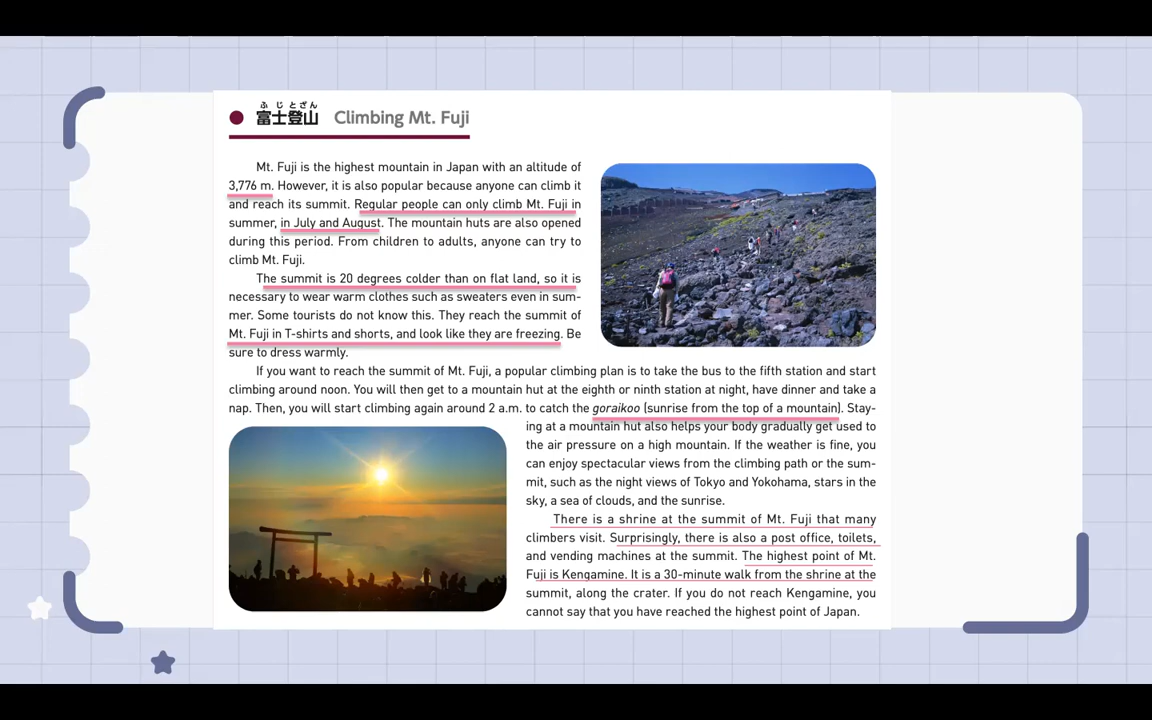 ふじとざん
富士登山 Climbing Mt. Fuji
Mt. Fuji is the highest mountain in Japan with an altitude of
3,776 m. However, it is also popular because anyone can climb it
and reach its summit. Regular people can only climb Mt. Fuji in
summer, in July and August. The mountain huts are also opened
during this period. From children to adults, anyone can try to
climb Mt. Fuji.
The summit is 20 degrees colder than on flat land, so it is
necessary to wear warm clothes such as sweaters even in sum-
mer. Some tourists do not know this. They reach the summit of
Mt. Fuji in T-shirts and shorts, and look like they are freezing. Be
sure to dress warmly.
If you want to reach the summit of Mt. Fuji, a popular climbing plan is to take the bus to the fifth station and start
climbing around noon. You will then get to a mountain hut at the eighth or ninth station at night, have dinner and take a
nap. Then, you will start climbing again around 2 a.m. to catch the goraikoo (sunrise from the top of a mountain). Stay-
ing at a mountain hut also helps your body gradually get used to
the air pressure on a high mountain. If the weather is fine, you
can enjoy spectacular views from the climbing path or the sum-
mit, such as the night views of Tokyo and Yokohama, stars in the
sky, a sea of clouds, and the sunrise.
There is a shrine at the summit of Mt. Fuji that many
climbers visit. Surprisingly, there is also a post office, toilets,
and vending machines at the summit. The highest point of Mt.
Fuji is Kengamine. It is a 30-minute walk from the shrine at the
summit, along the crater. If you do not reach Kengamine, you
cannot say that you have reached the highest point of Japan.